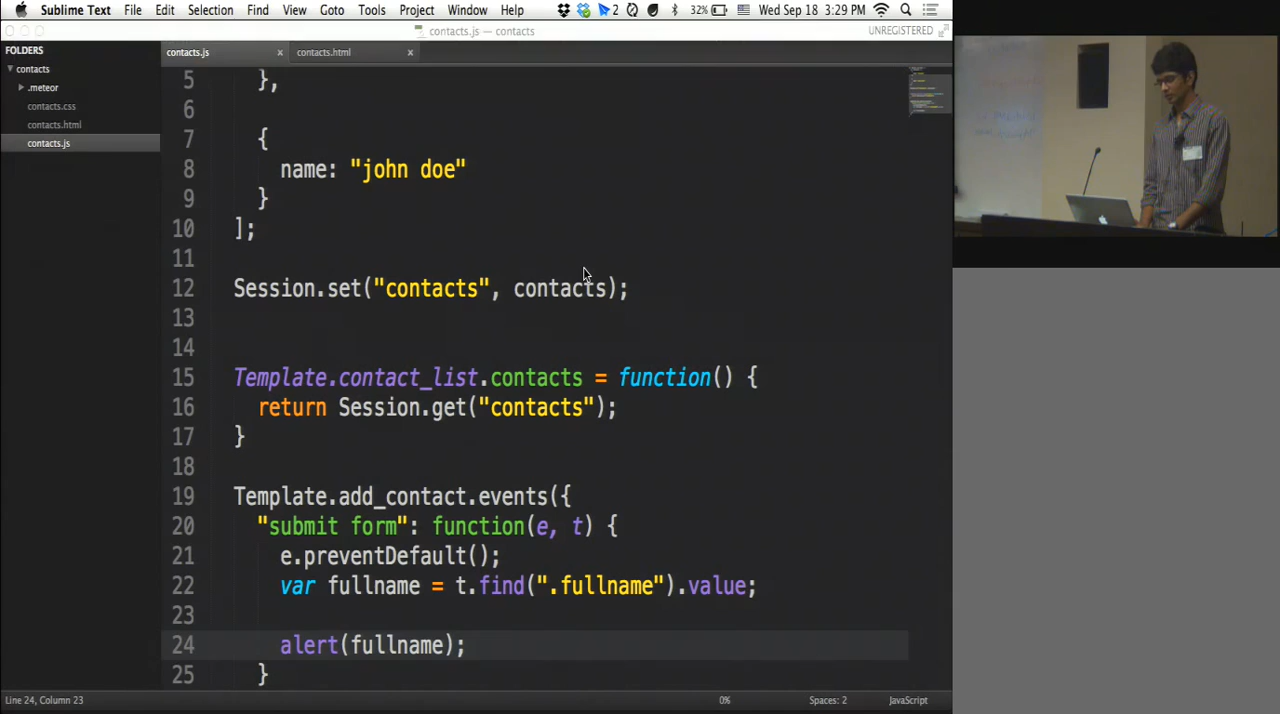 Sublime Text File Edit Selection Find View Goto Tools Project Window Help 2 32% Wed Sep 18 3:29 PM
contacts.js — contacts UNREGISTERED
FOLDERS
contacts
.meteor
contacts.css
contacts.html
contacts.js
contacts.js × contacts.html ×
5 },
6
7 {
8 name: "john doe"
9 }
10 ];
11
12 Session.set("contacts", contacts);
13
14
15 Template.contact_list.contacts = function() {
16 return Session.get("contacts");
17 }
18
19 Template.add_contact.events({
20 "submit form": function(e, t) {
21 e.preventDefault();
22 var fullname = t.find(".fullname").value;
23
24 alert(fullname);
25 }
Line 24, Column 23 0% Spaces: 2 JavaScript